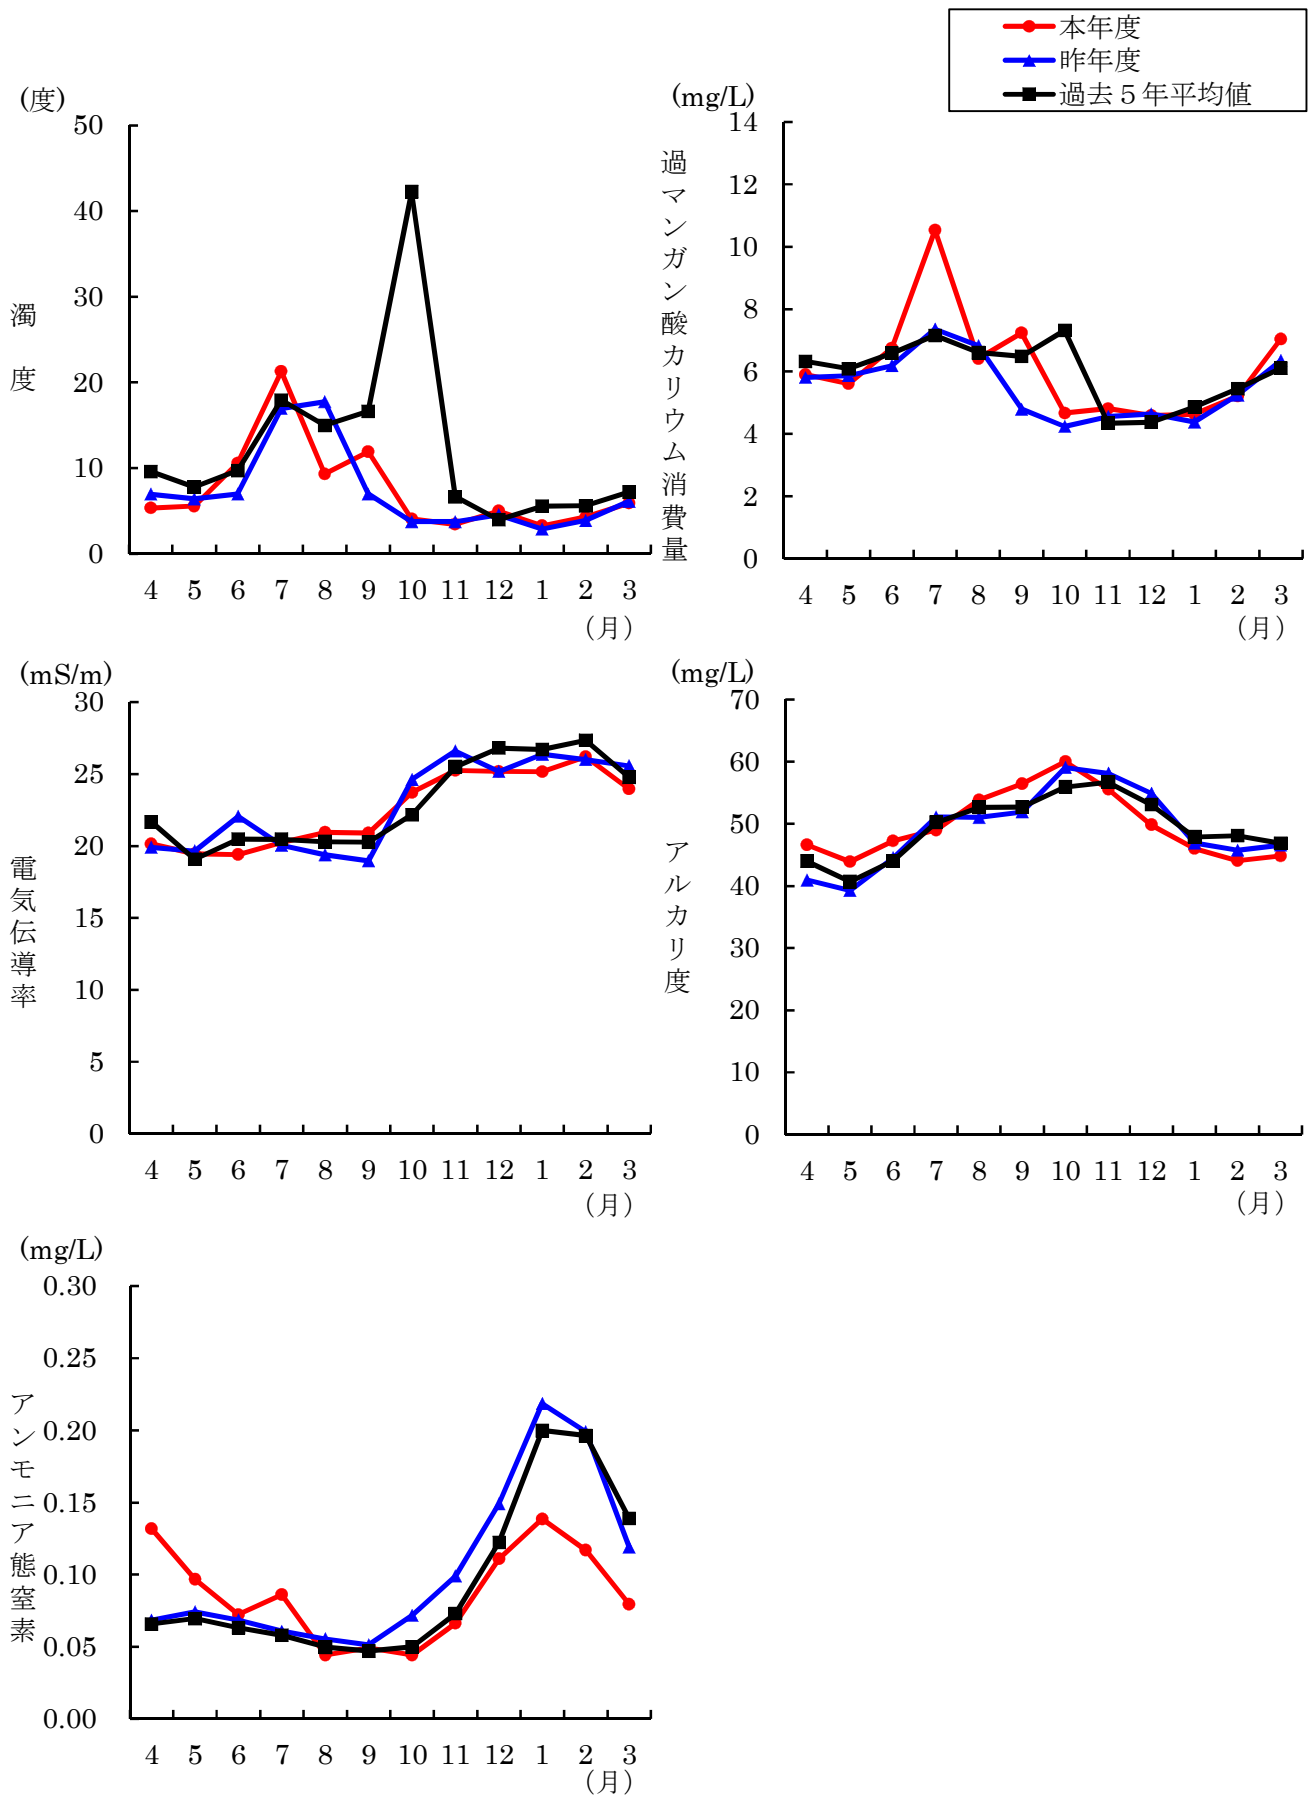 本年度
昨年度
過去５年平均値
(度)
50
40
30
20
10
0
濁度
4 5 6 7 8 9 10 11 12 1 2 3
（月）
(mg/L)
14
12
10
8
6
4
2
0
過マンガン酸カリウム消費量
4 5 6 7 8 9 10 11 12 1 2 3
（月）
(mS/m)
30
25
20
15
10
5
0
電気伝導率
4 5 6 7 8 9 10 11 12 1 2 3
（月）
(mg/L)
70
60
50
40
30
20
10
0
アルカリ度
4 5 6 7 8 9 10 11 12 1 2 3
（月）
(mg/L)
0.30
0.25
0.20
0.15
0.10
0.05
0.00
アンモニア態窒素
4 5 6 7 8 9 10 11 12 1 2 3
（月）